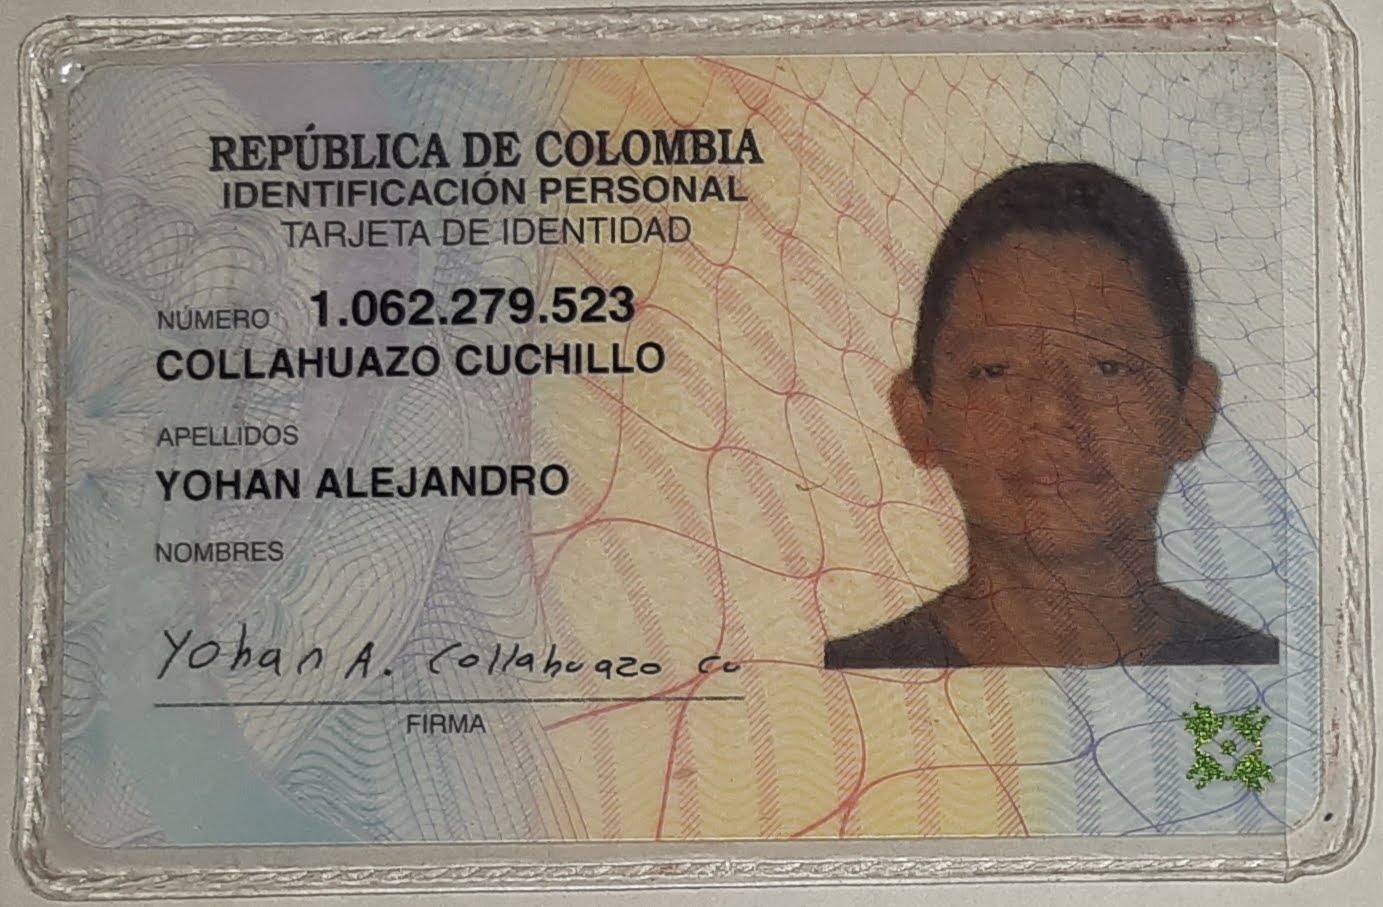 REPÚBLICA DE COLOMBIA
IDENTIFICACIÓN PERSONAL
TARJETA DE IDENTIDAD
NÚMERO 1.062.279.523
COLLAHUAZO CUCHILLO
APELLIDOS
YOHAN ALEJANDRO
NOMBRES
Yohan A. Collahuazo Cu
FIRMA